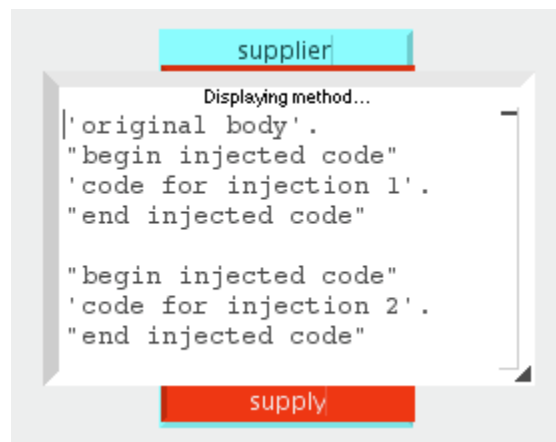 supplier
Displaying method...
'original body'.
"begin injected code"
'code for injection 1'.
"end injected code"
"begin injected code"
'code for injection 2'.
"end injected code"
supply